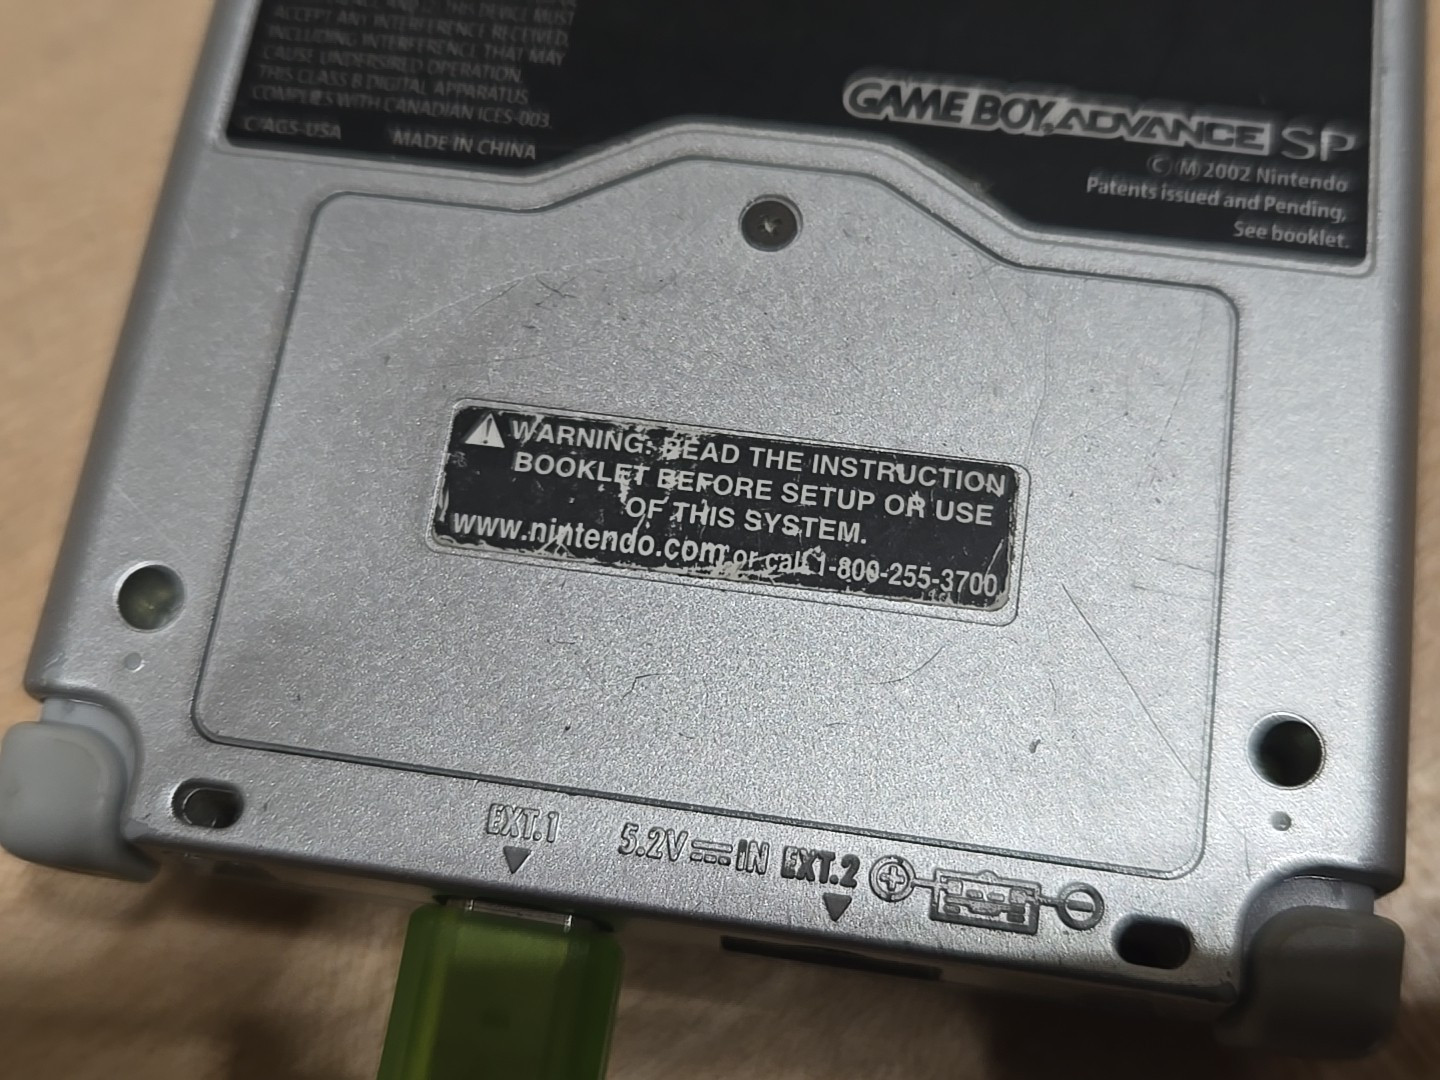 ACCEPT ANY INTERFERENCE RECEIVED,
INCLUDING INTERFERENCE THAT MAY
CAUSE UNDERSIRED OPERATION.
THIS CLASS B DIGITAL APPARATUS
COMPLIES WITH CANADIAN ICES-003.
C/AGS-USA MADE IN CHINA
GAME BOY ADVANCE SP
© M 2002 Nintendo
Patents issued and Pending,
See booklet.
WARNING: READ THE INSTRUCTION
BOOKLET BEFORE SETUP OR USE
OF THIS SYSTEM.
www.nintendo.com or call 1-800-255-3700
EXT.1 5.2V⎓IN EXT.2